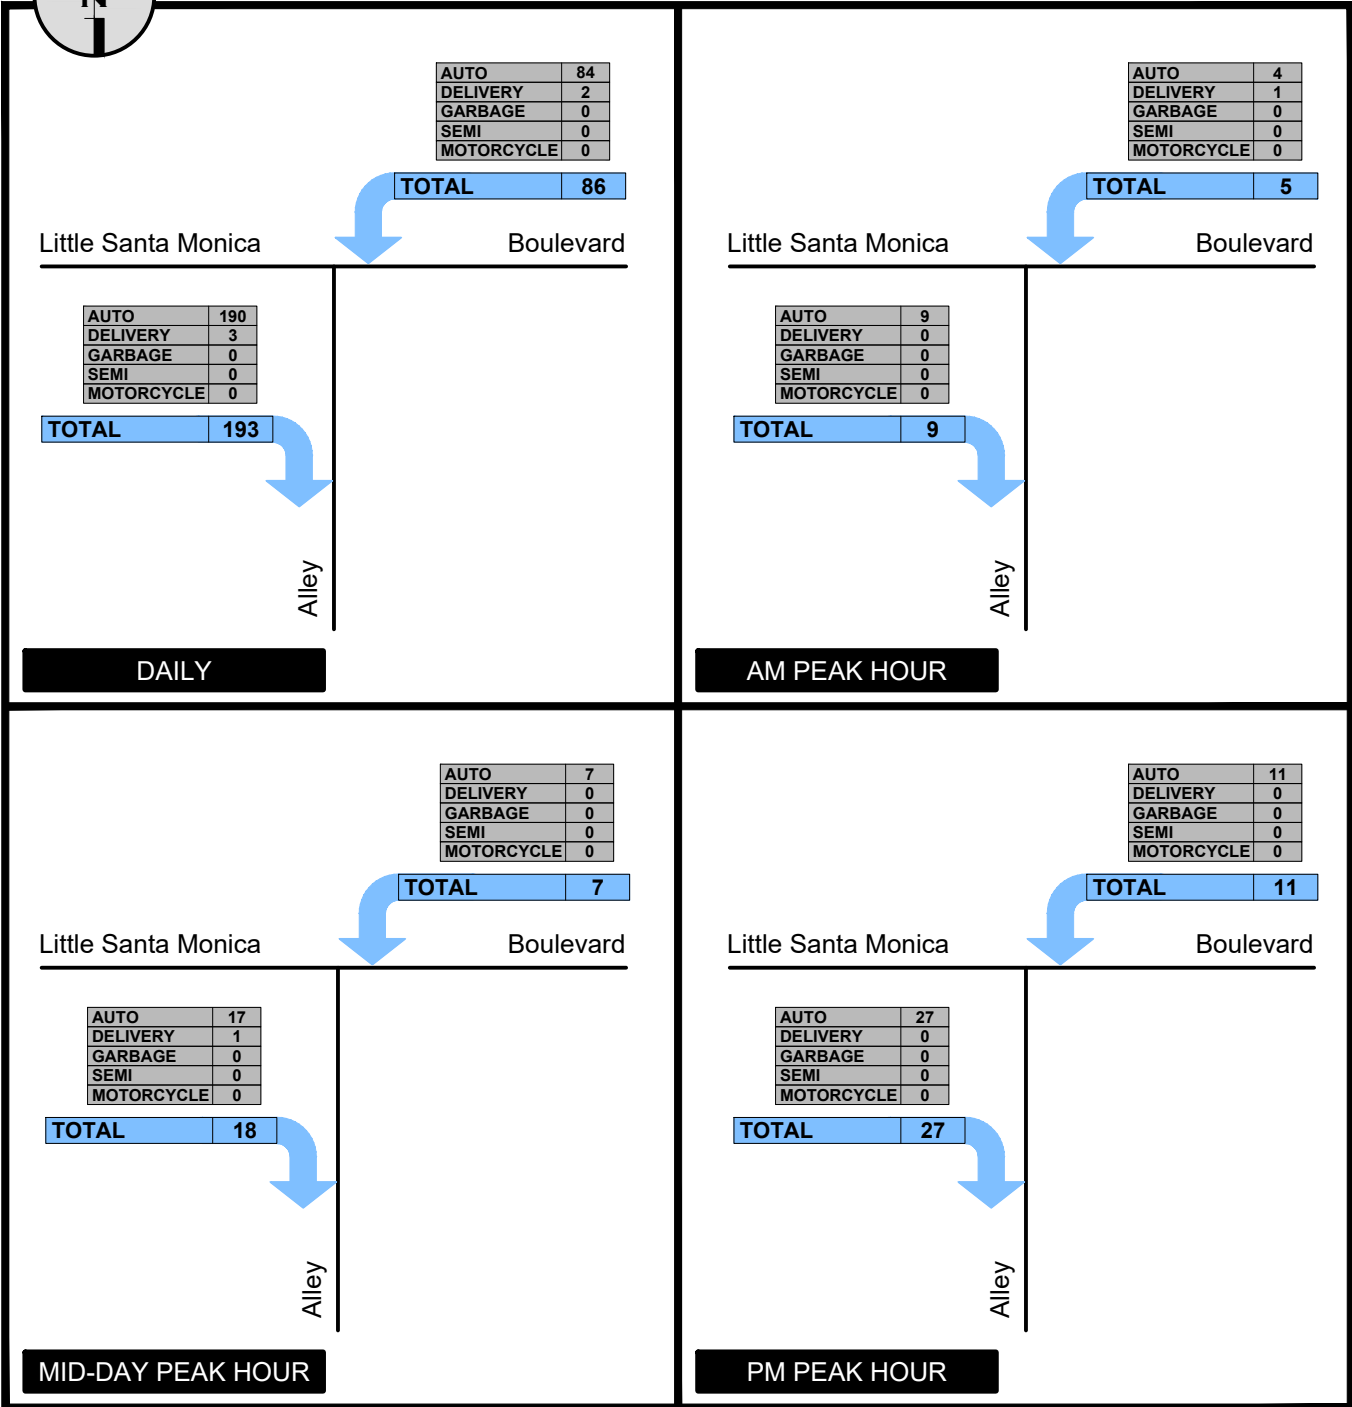 N
AUTO 84
DELIVERY 2
GARBAGE 0
SEMI 0
MOTORCYCLE 0
TOTAL 86
Little Santa Monica Boulevard
AUTO 190
DELIVERY 3
GARBAGE 0
SEMI 0
MOTORCYCLE 0
TOTAL 193
Alley
DAILY
AUTO 4
DELIVERY 1
GARBAGE 0
SEMI 0
MOTORCYCLE 0
TOTAL 5
Little Santa Monica Boulevard
AUTO 9
DELIVERY 0
GARBAGE 0
SEMI 0
MOTORCYCLE 0
TOTAL 9
Alley
AM PEAK HOUR
AUTO 7
DELIVERY 0
GARBAGE 0
SEMI 0
MOTORCYCLE 0
TOTAL 7
Little Santa Monica Boulevard
AUTO 17
DELIVERY 1
GARBAGE 0
SEMI 0
MOTORCYCLE 0
TOTAL 18
Alley
MID-DAY PEAK HOUR
AUTO 11
DELIVERY 0
GARBAGE 0
SEMI 0
MOTORCYCLE 0
TOTAL 11
Little Santa Monica Boulevard
AUTO 27
DELIVERY 0
GARBAGE 0
SEMI 0
MOTORCYCLE 0
TOTAL 27
Alley
PM PEAK HOUR